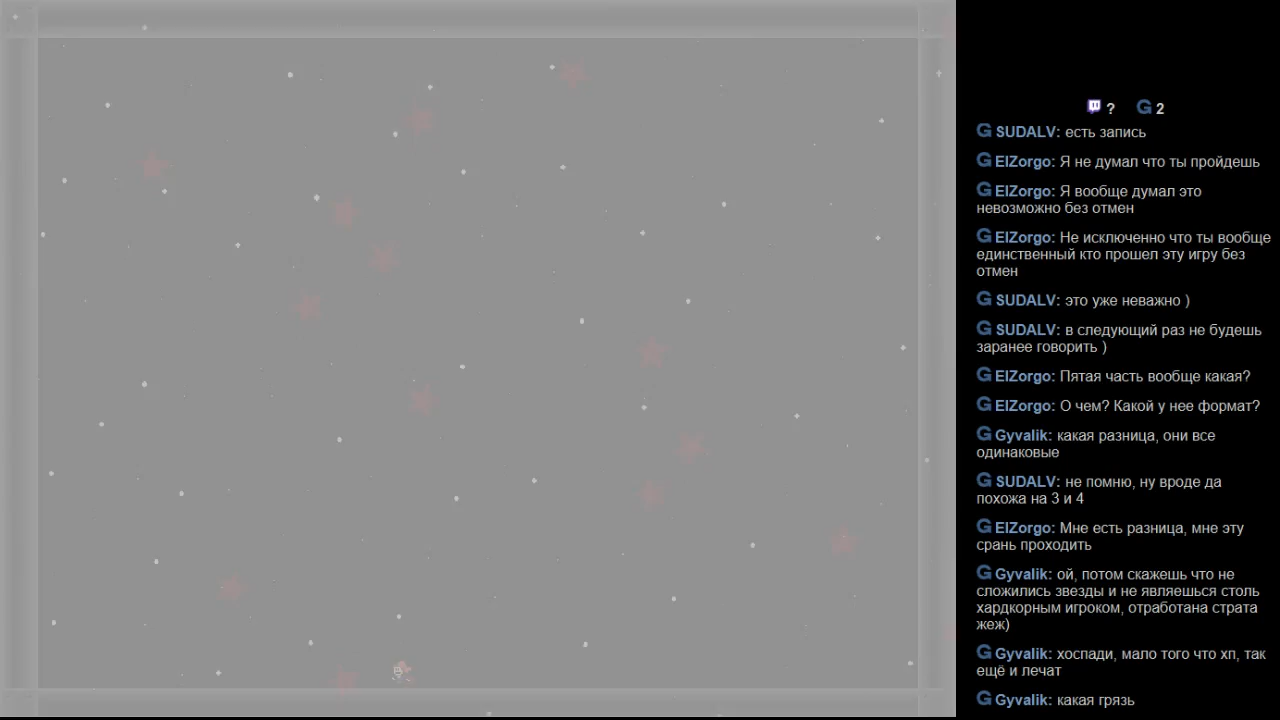 ? G 2
G SUDALV: есть запись
G ElZorgo: Я не думал что ты пройдешь
G ElZorgo: Я вообще думал это
невозможно без отмен
G ElZorgo: Не исключенно что ты вообще
единственный кто прошел эту игру без
отмен
G SUDALV: это уже неважно )
G SUDALV: в следующий раз не будешь
заранее говорить )
G ElZorgo: Пятая часть вообще какая?
G ElZorgo: О чем? Какой у нее формат?
G Gyvalik: какая разница, они все
одинаковые
G SUDALV: не помню, ну вроде да
похожа на 3 и 4
G ElZorgo: Мне есть разница, мне эту
срань проходить
G Gyvalik: ой, потом скажешь что не
сложились звезды и не являешься столь
хардкорным игроком, отработана страта
жеж)
G Gyvalik: хоспади, мало того что хп, так
ещё и лечат
G Gyvalik: какая грязь